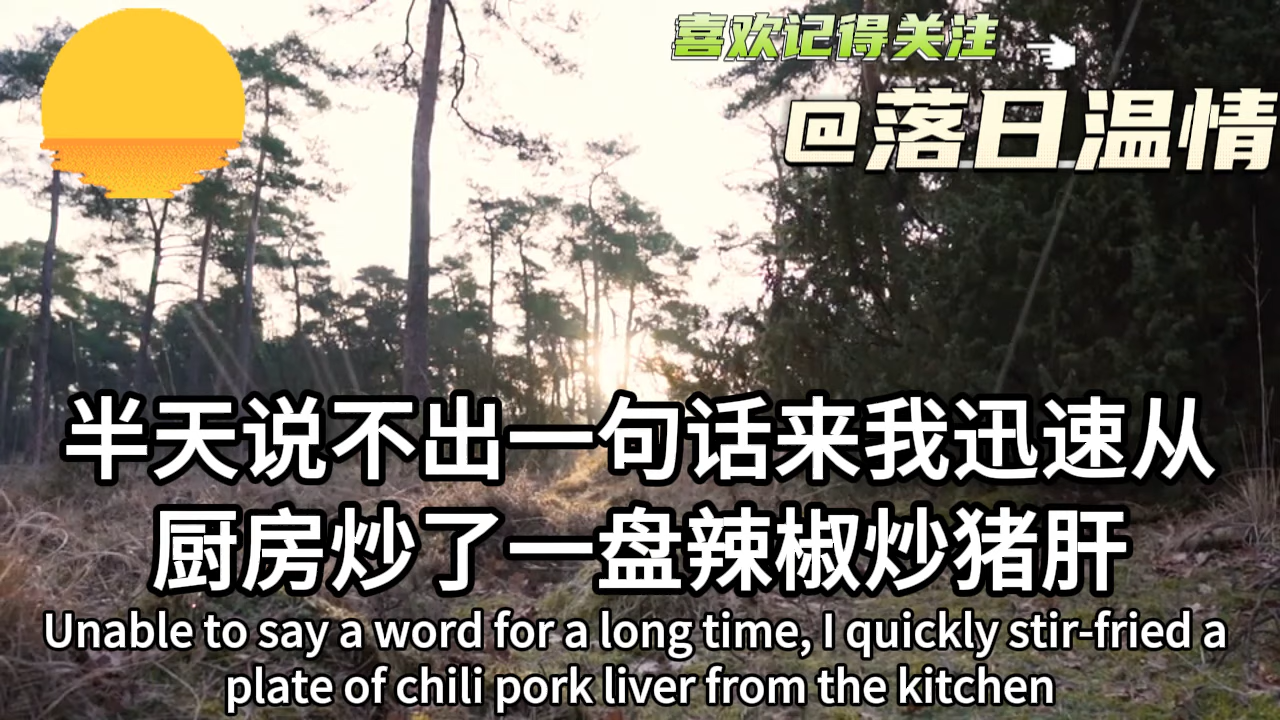 喜欢记得关注
@落日温情
半天说不出一句话来我迅速从
厨房炒了一盘辣椒炒猪肝
Unable to say a word for a long time, I quickly stir-fried a
plate of chili pork liver from the kitchen